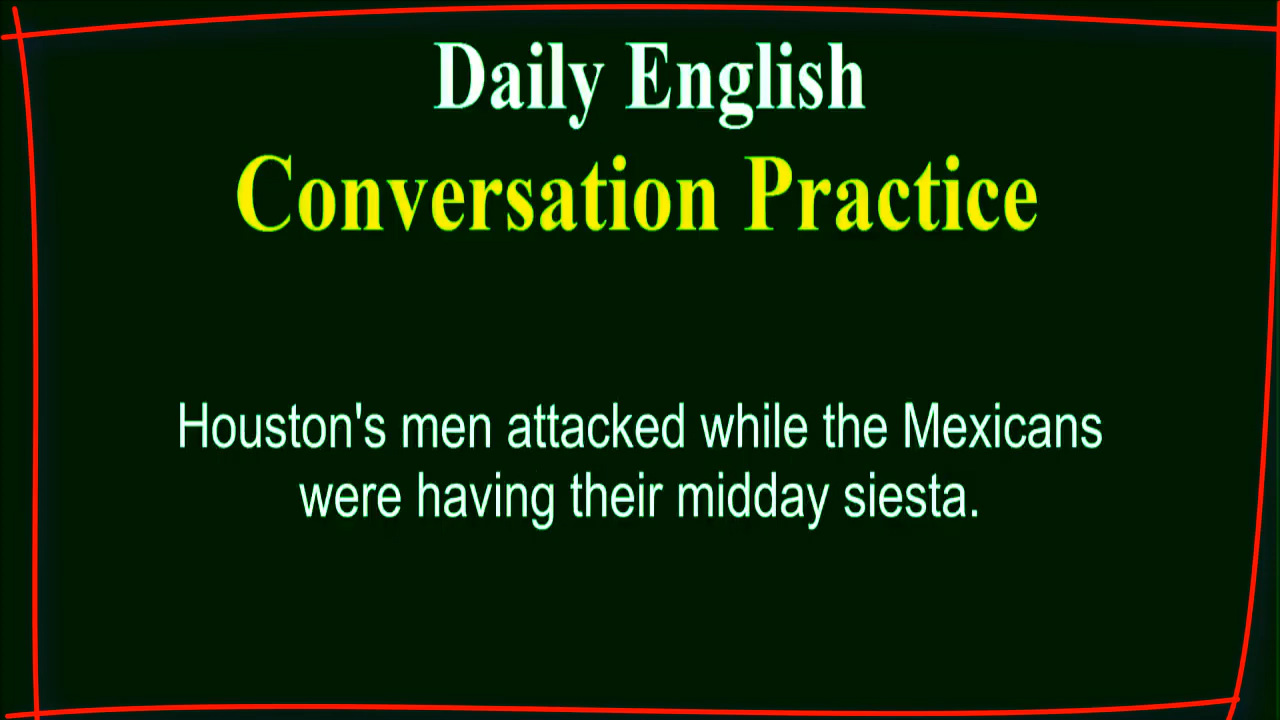 Daily English
Conversation Practice
Houston's men attacked while the Mexicans
were having their midday siesta.